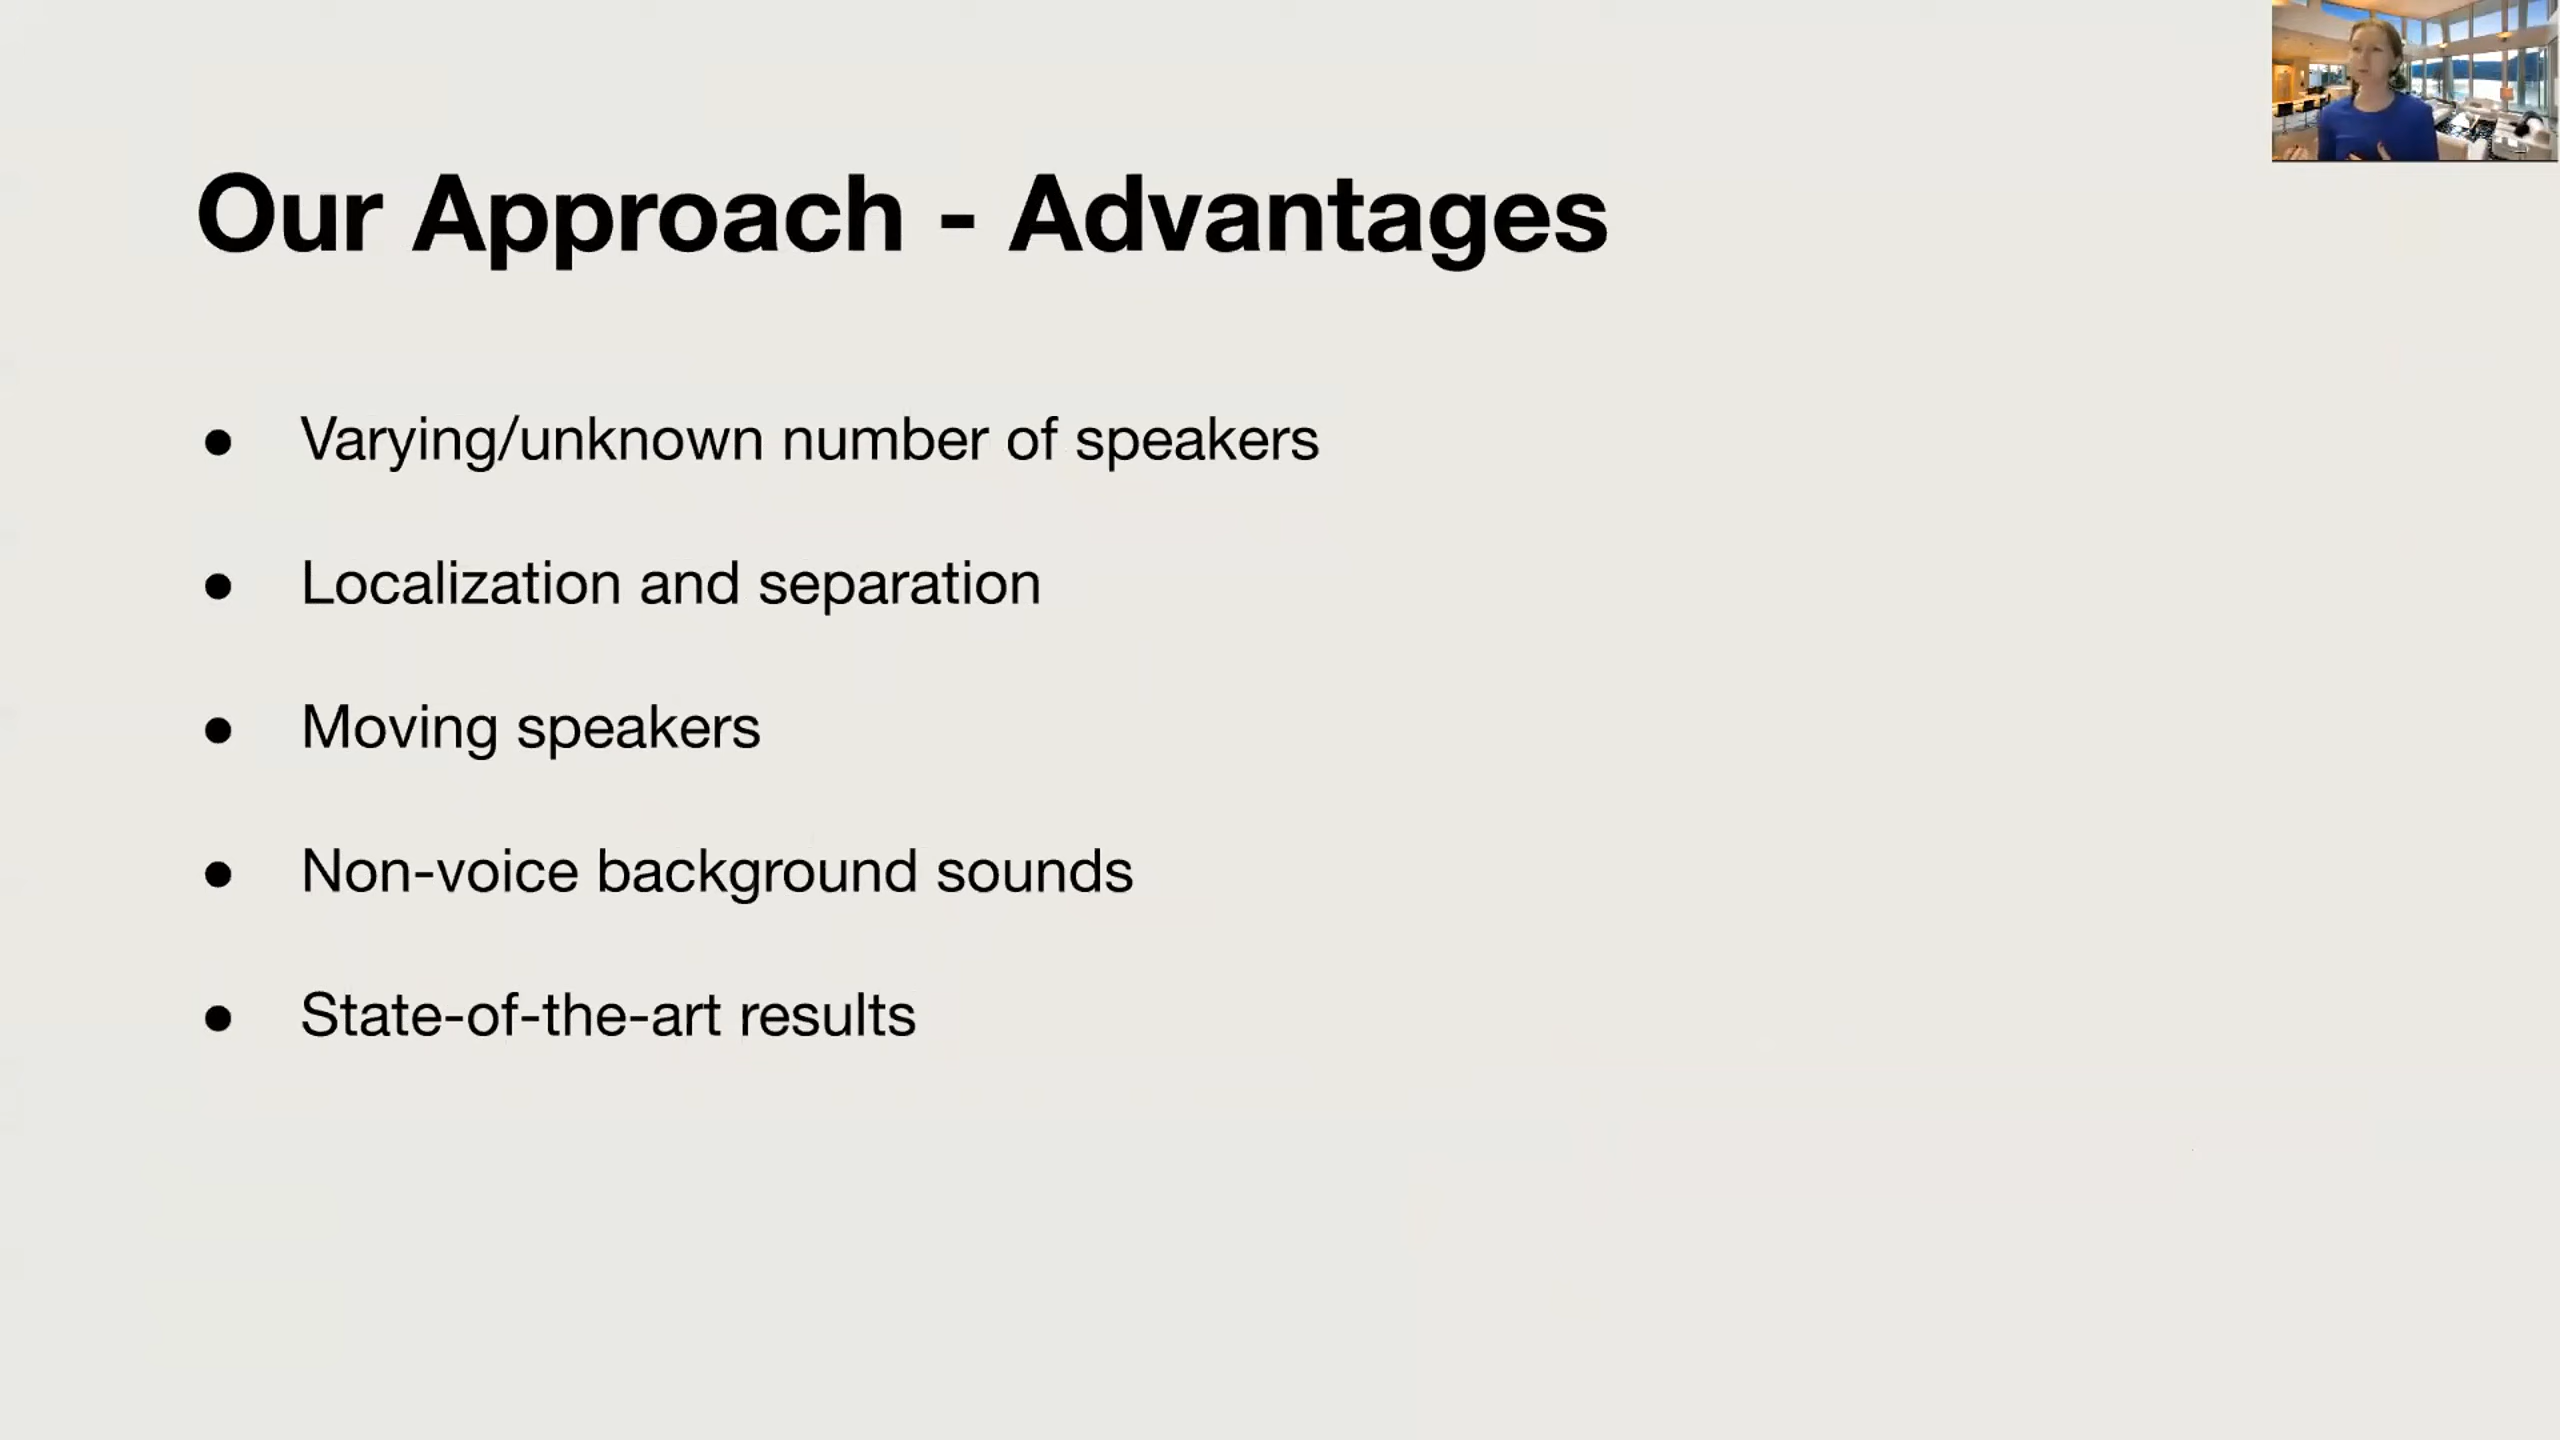 Our Approach - Advantages
● Varying/unknown number of speakers
● Localization and separation
● Moving speakers
● Non-voice background sounds
● State-of-the-art results